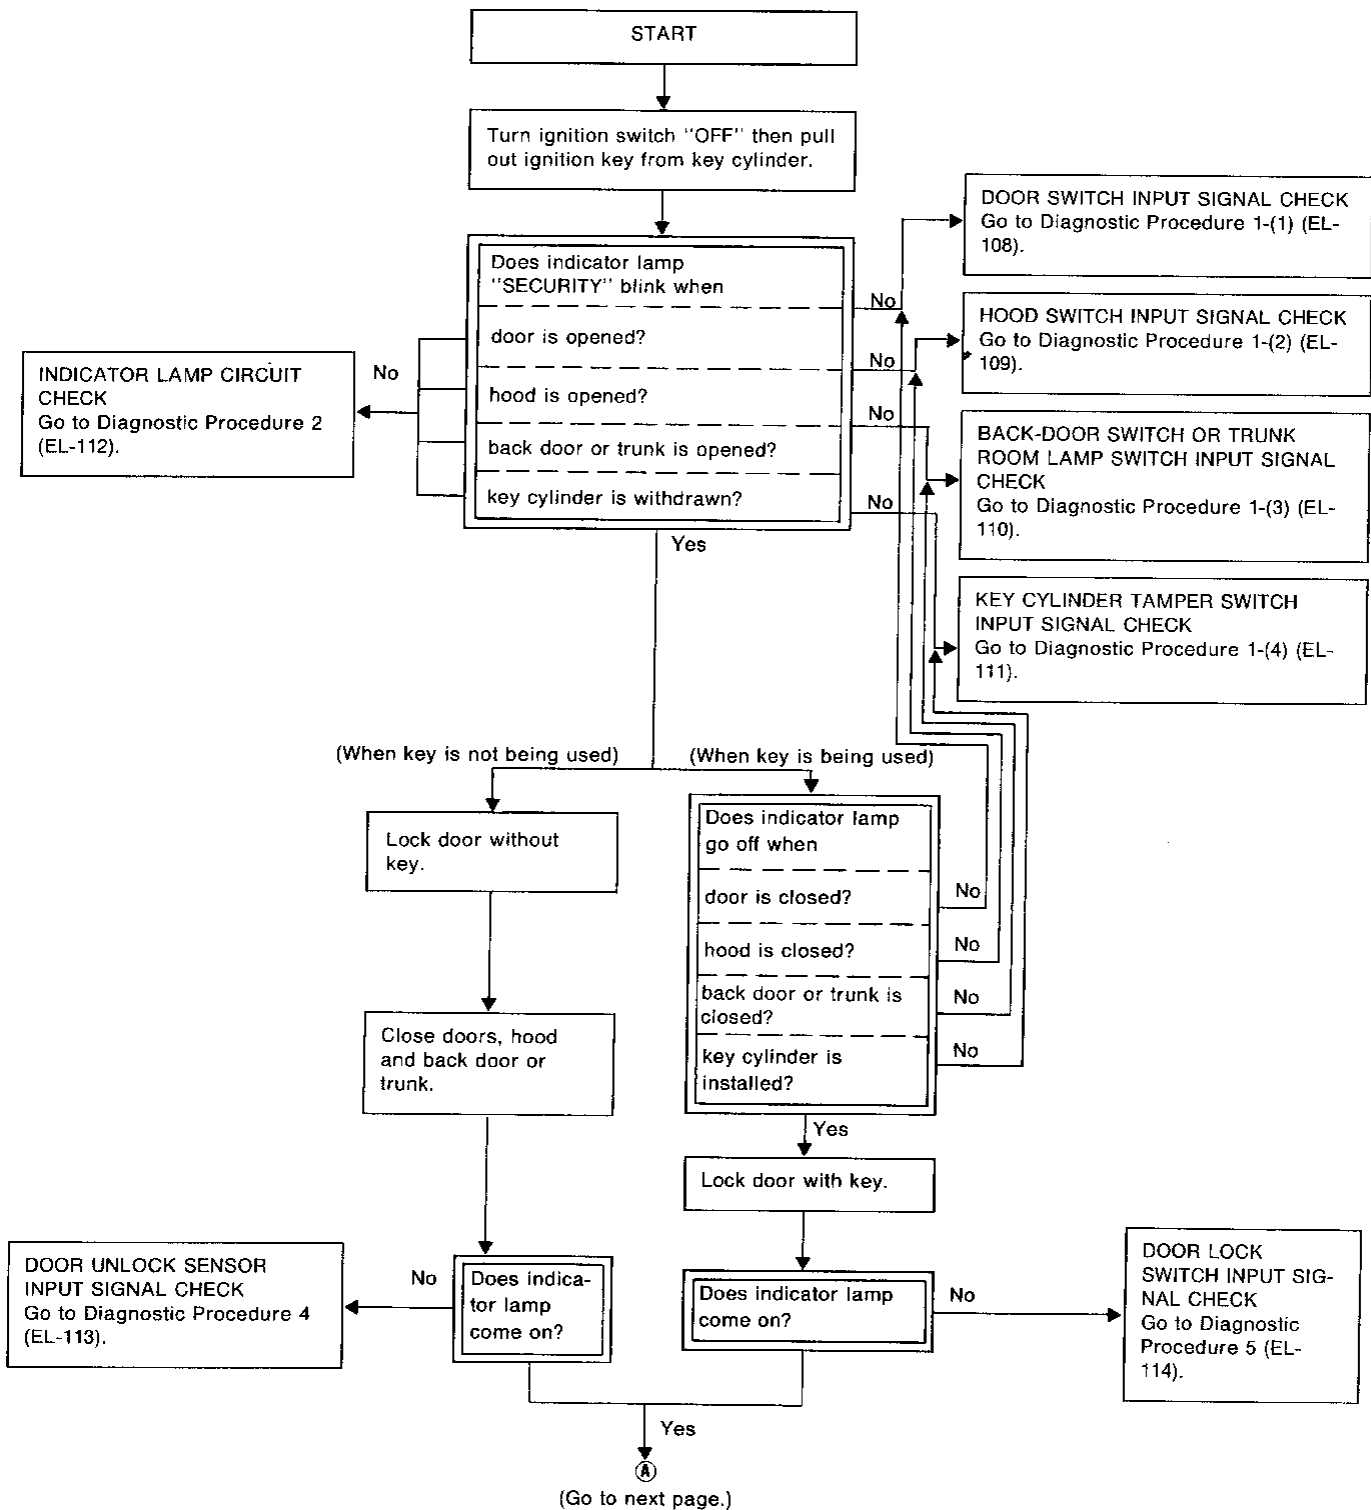 START
Turn ignition switch "OFF" then pull
out ignition key from key cylinder.
DOOR SWITCH INPUT SIGNAL CHECK
Go to Diagnostic Procedure 1-(1) (EL-
108).
Does indicator lamp
"SECURITY" blink when
No
door is opened?
No
hood is opened?
No
back door or trunk is opened?
No
key cylinder is withdrawn?
HOOD SWITCH INPUT SIGNAL CHECK
Go to Diagnostic Procedure 1-(2) (EL-
109).
No
INDICATOR LAMP CIRCUIT
CHECK
Go to Diagnostic Procedure 2
(EL-112).
BACK-DOOR SWITCH OR TRUNK
ROOM LAMP SWITCH INPUT SIGNAL
CHECK
Go to Diagnostic Procedure 1-(3) (EL-
110).
Yes
KEY CYLINDER TAMPER SWITCH
INPUT SIGNAL CHECK
Go to Diagnostic Procedure 1-(4) (EL-
111).
(When key is not being used)
(When key is being used)
Lock door without
key.
Does indicator lamp
go off when
door is closed?
No
hood is closed?
No
back door or trunk is
closed?
No
key cylinder is
installed?
No
Close doors, hood
and back door or
trunk.
Yes
Lock door with key.
DOOR UNLOCK SENSOR
INPUT SIGNAL CHECK
Go to Diagnostic Procedure 4
(EL-113).
No
Does indica-
tor lamp
come on?
Does indicator lamp
come on?
No
DOOR LOCK
SWITCH INPUT SIG-
NAL CHECK
Go to Diagnostic
Procedure 5 (EL-
114).
Yes
A
(Go to next page.)